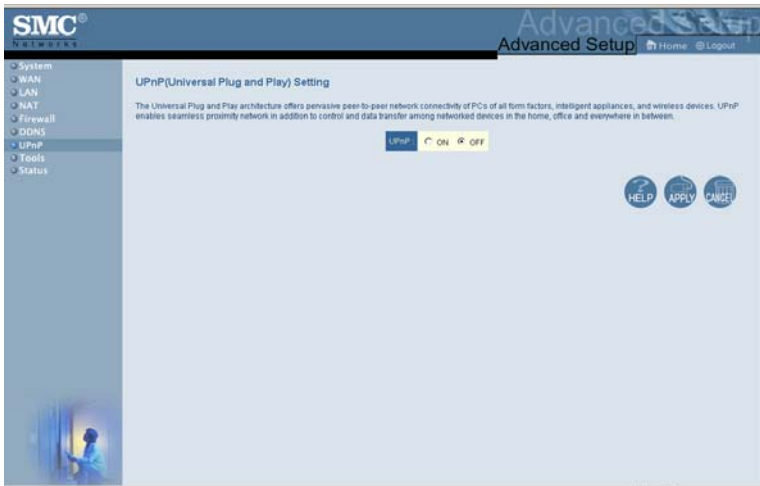 SMC®
Networks
Advanced Setup
Advanced Setup
Home
Logout
System
WAN
LAN
NAT
Firewall
DDNS
UPnP
Tools
Status
UPnP(Universal Plug and Play) Setting
The Universal Plug and Play architecture offers pervasive peer-to-peer network connectivity of PCs of all form factors, intelligent appliances, and wireless devices. UPnP
enables seamless proximity network in addition to control and data transfer among networked devices in the home, office and everywhere in between.
UPnP : ON OFF
HELP APPLY CANCEL